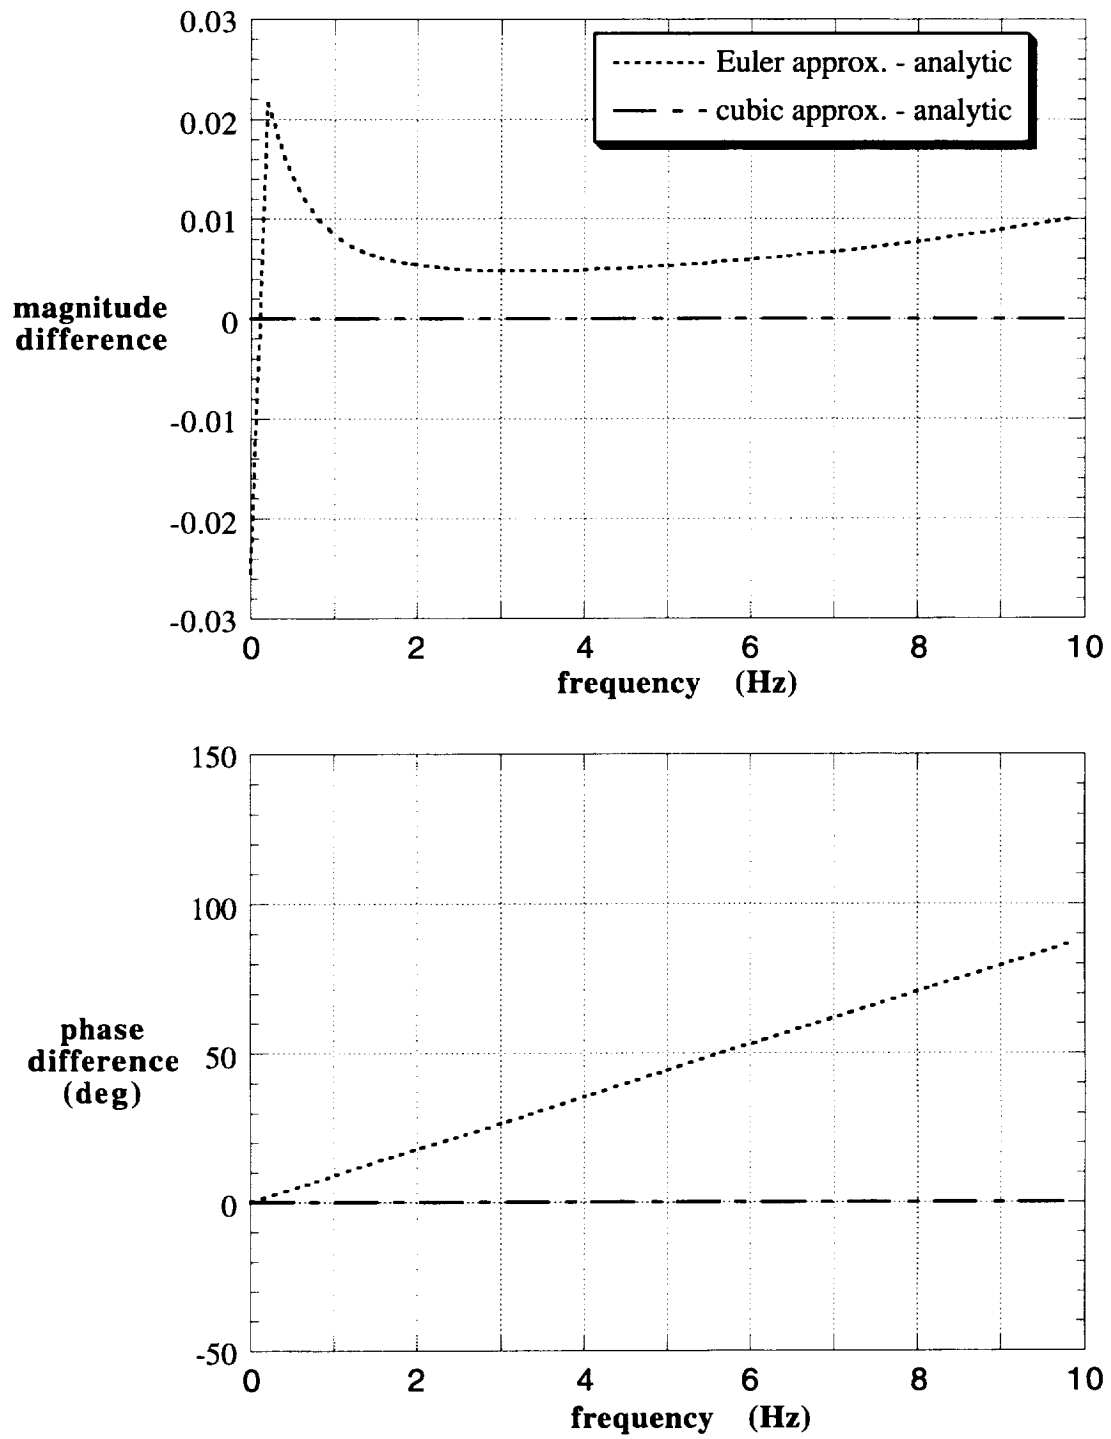 0.03
Euler approx. - analytic
cubic approx. - analytic
0.02
0.01
magnitude
difference
0
-0.01
-0.02
-0.03
0 2 4 6 8 10
frequency (Hz)
150
100
phase
difference
(deg)
50
0
-50
0 2 4 6 8 10
frequency (Hz)